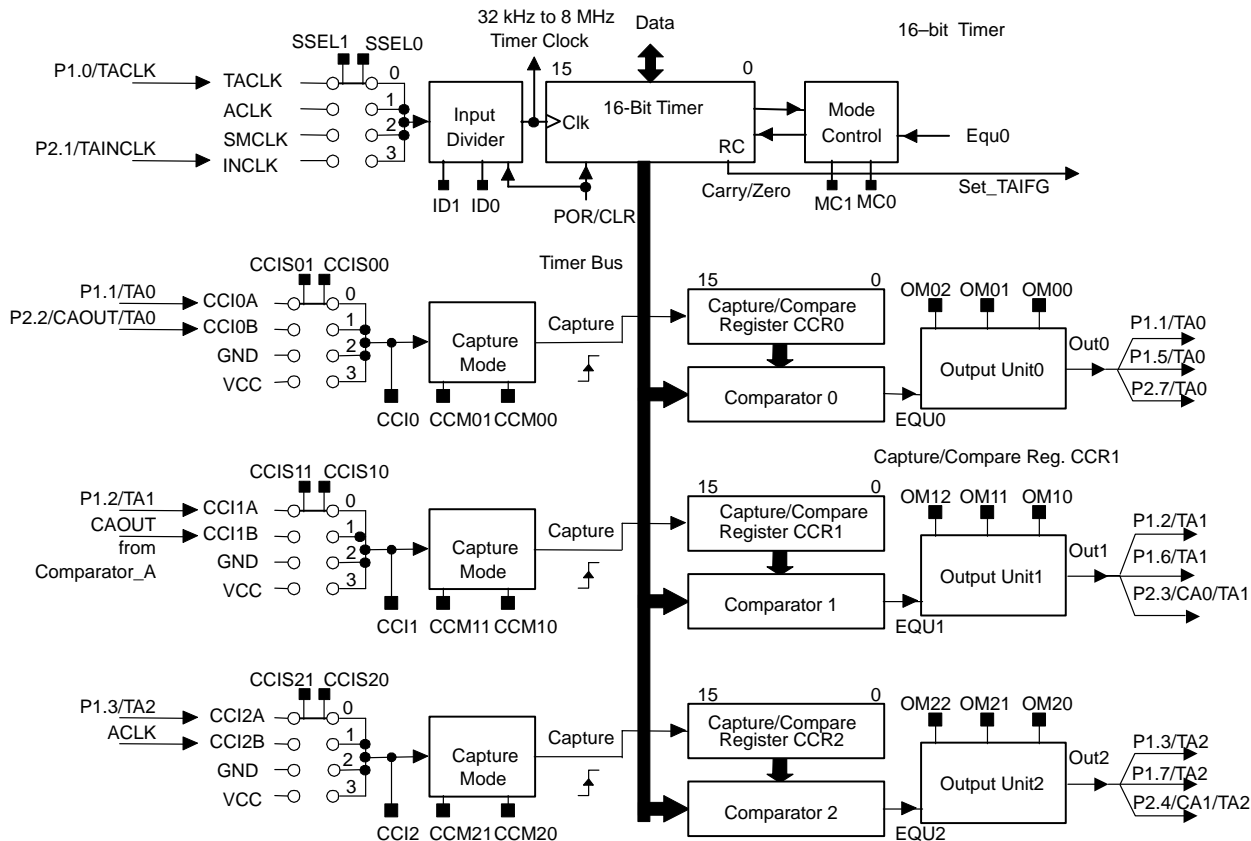 32 kHz to 8 MHz
Timer Clock
Data
16–bit Timer
SSEL1 SSEL0
15 0
P1.0/TACLK
TACLK 0
ACLK 1
SMCLK 2
P2.1/TAINCLK
INCLK 3
Input
Divider
16-Bit Timer
Clk
RC
Mode
Control
Equ0
Carry/Zero
Set_TAIFG
ID1 ID0
POR/CLR
MC1 MC0
Timer Bus
CCIS01 CCIS00
P1.1/TA0
CCI0A 0
P2.2/CAOUT/TA0
CCI0B 1
GND 2
VCC 3
Capture
Mode
Capture
CCI0 CCM01 CCM00
15 0
Capture/Compare
Register CCR0
Comparator 0
EQU0
OM02 OM01 OM00
Output Unit0
Out0
P1.1/TA0
P1.5/TA0
P2.7/TA0
Capture/Compare Reg. CCR1
CCIS11 CCIS10
P1.2/TA1
CCI1A 0
CAOUT
CCI1B 1
from
GND 2
Comparator_A
VCC 3
Capture
Mode
Capture
CCI1 CCM11 CCM10
15 0
Capture/Compare
Register CCR1
Comparator 1
EQU1
OM12 OM11 OM10
Output Unit1
Out1
P1.2/TA1
P1.6/TA1
P2.3/CA0/TA1
CCIS21 CCIS20
P1.3/TA2
CCI2A 0
ACLK
CCI2B 1
GND 2
VCC 3
Capture
Mode
Capture
CCI2 CCM21 CCM20
15 0
Capture/Compare
Register CCR2
Comparator 2
EQU2
OM22 OM21 OM20
Output Unit2
Out2
P1.3/TA2
P1.7/TA2
P2.4/CA1/TA2